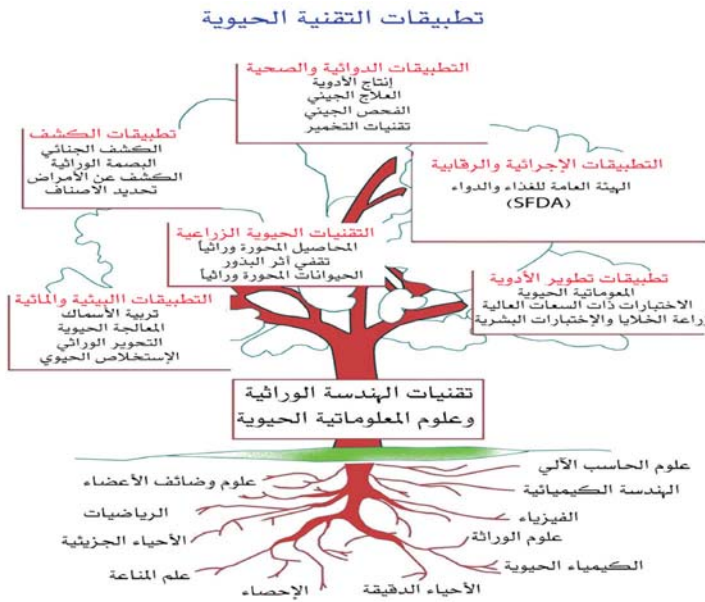 تطبيقات التقنية الحيوية
التطبيقات الدوائية والصحية
إنتاج الأدوية
العلاج الجيني
الفحص الجيني
تقنيات التخمير
تطبيقات الكشف
الكشف الجنائي
البصمة الوراثية
الكشف عن الأمراض
تحديد الاصناف
التطبيقات الإجرائية والرقابية
الهيئة العامة للغذاء والدواء
(SFDA)
التقنيات الحيوية الزراعية
المحاصيل المحورة وراثياً
تقفي أثر البذور
الحيوانات المحورة وراثياً
تطبيقات تطوير الأدوية
المعوماتية الحيوية
الاختبارات ذات السعات العالية
زراعة الخلايا والإختبارات البشرية
التطبيقات االبيئية والمائية
تربية الأسماك
المعالجة الحيوية
التحوير الوراثي
الإستخلاص الحيوي
تقنيات الهندسة الوراثية
وعلوم المعلوماتية الحيوية
علوم الحاسب الآلي
الهندسة الكيميائية
الفيزياء
علوم الوراثة
الكيمياء الحيوية
الأحياء الدقيقة
علوم وضائف الأعضاء
الرياضيات
الأحياء الجزيئية
علم المناعة
الإحصاء